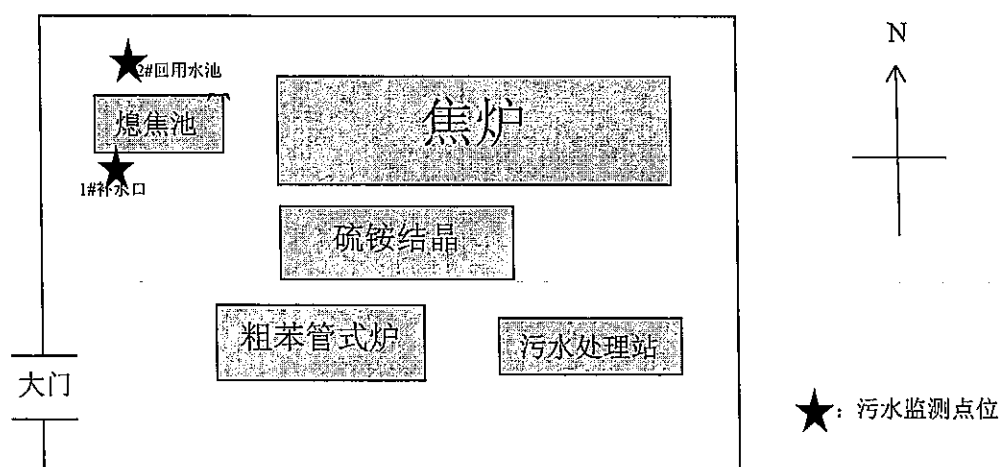 N
2#回用水池
熄焦池
焦炉
1#补水口
硫铵结晶
粗苯管式炉
污水处理站
大门
★：污水监测点位